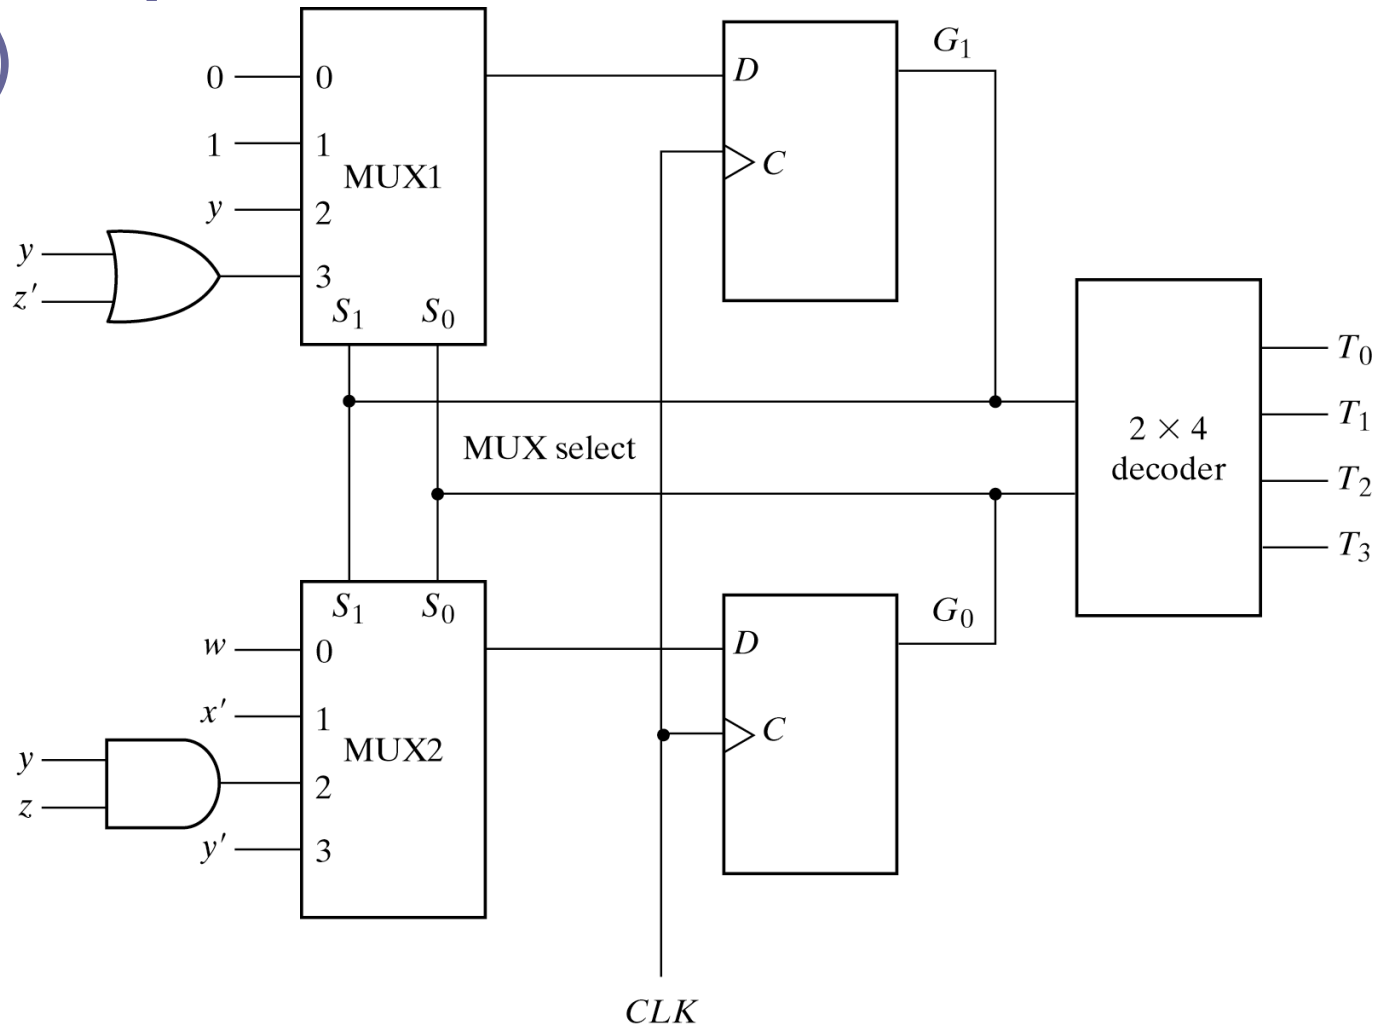 0
0
1
1
MUX1
y
2
y
z′
3
S₁
S₀
D
C
G₁
MUX select
2 × 4
decoder
T₀
T₁
T₂
T₃
S₁
S₀
w
0
x′
1
MUX2
y
z
2
y′
3
D
C
G₀
CLK